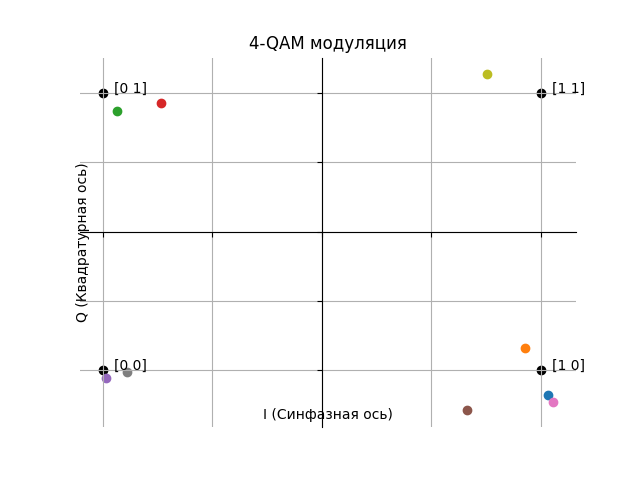 4-QAM модуляция
[0 1]
[1 1]
Q (Квадратурная ось)
[0 0]
[1 0]
I (Синфазная ось)